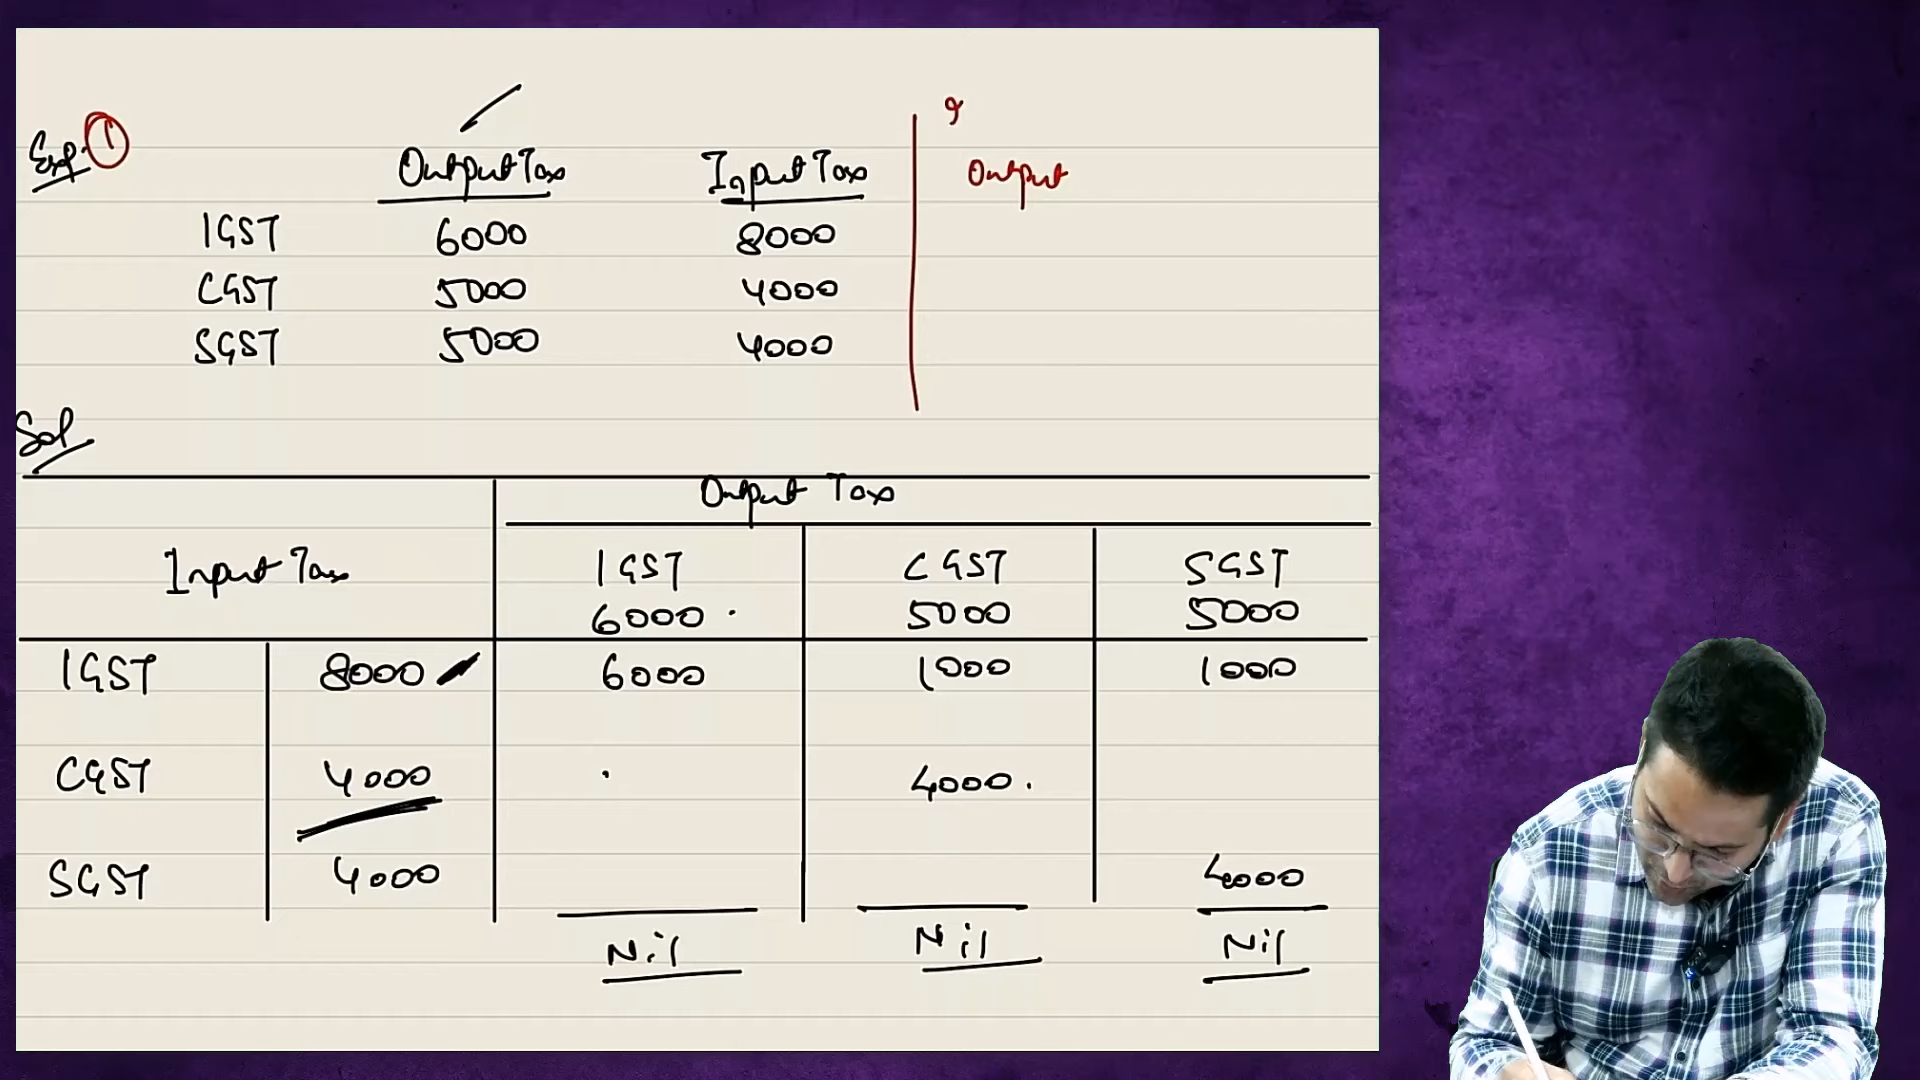 Exp. 1
Output Tax Input Tax
IGST 6000 8000
CGST 5000 4000
SGST 5000 4000
Output
Sol
Output Tax
Input Tax IGST CGST SGST
6000 5000 5000
IGST 8000 6000 1000 1000
CGST 4000 4000
SGST 4000 4000
Nil Nil Nil